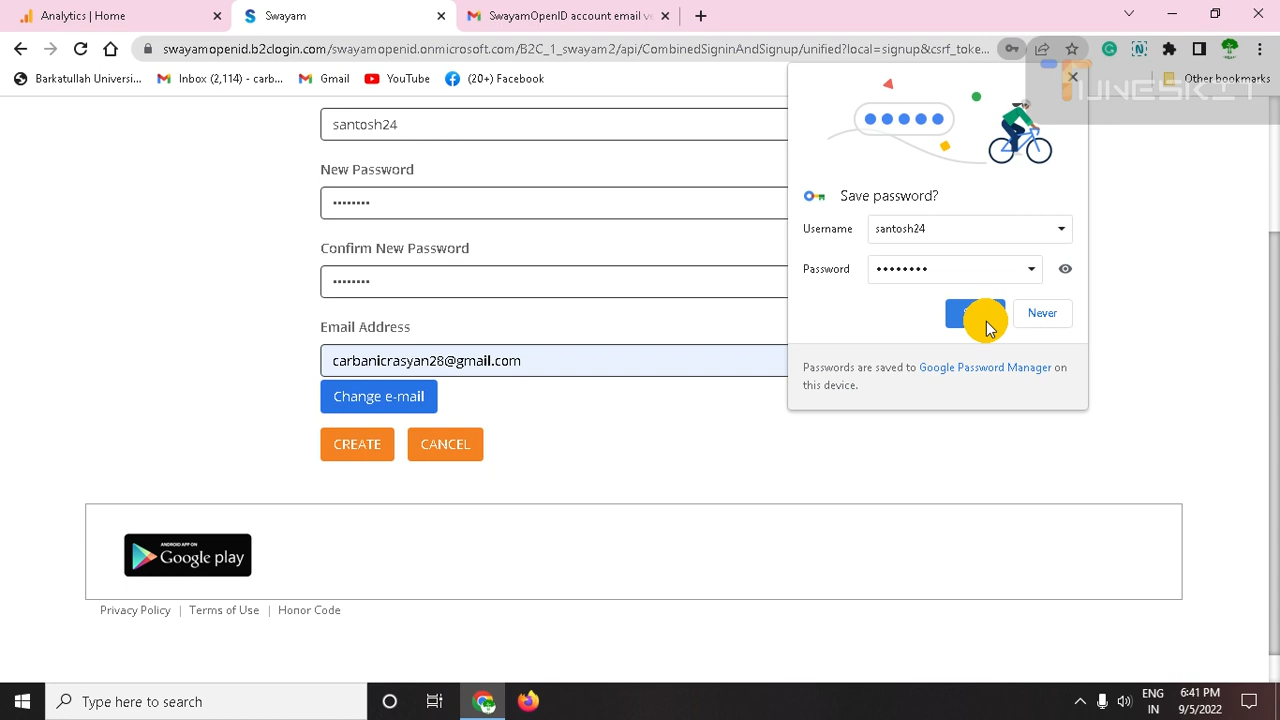 Analytics | Home
Swayam
SwayamOpenID account email ve
swayamopenid.b2clogin.com/swayamopenid.onmicrosoft.com/B2C_1_swayam2/api/CombinedSigninAndSignup/unified?local=signup&csrf_toke...
Barkatullah Universi...
Inbox (2,114) - carb...
Gmail
YouTube
(20+) Facebook
Other bookmarks
TUNESKIT
santosh24
New Password
Confirm New Password
Email Address
carbanicrasyan28@gmail.com
Change e-mail
CREATE
CANCEL
Save password?
Username
santosh24
Password
Never
Passwords are saved to Google Password Manager on
this device.
ANDROID APP ON
Google play
Privacy Policy | Terms of Use | Honor Code
Type here to search
ENG
IN
6:41 PM
9/5/2022